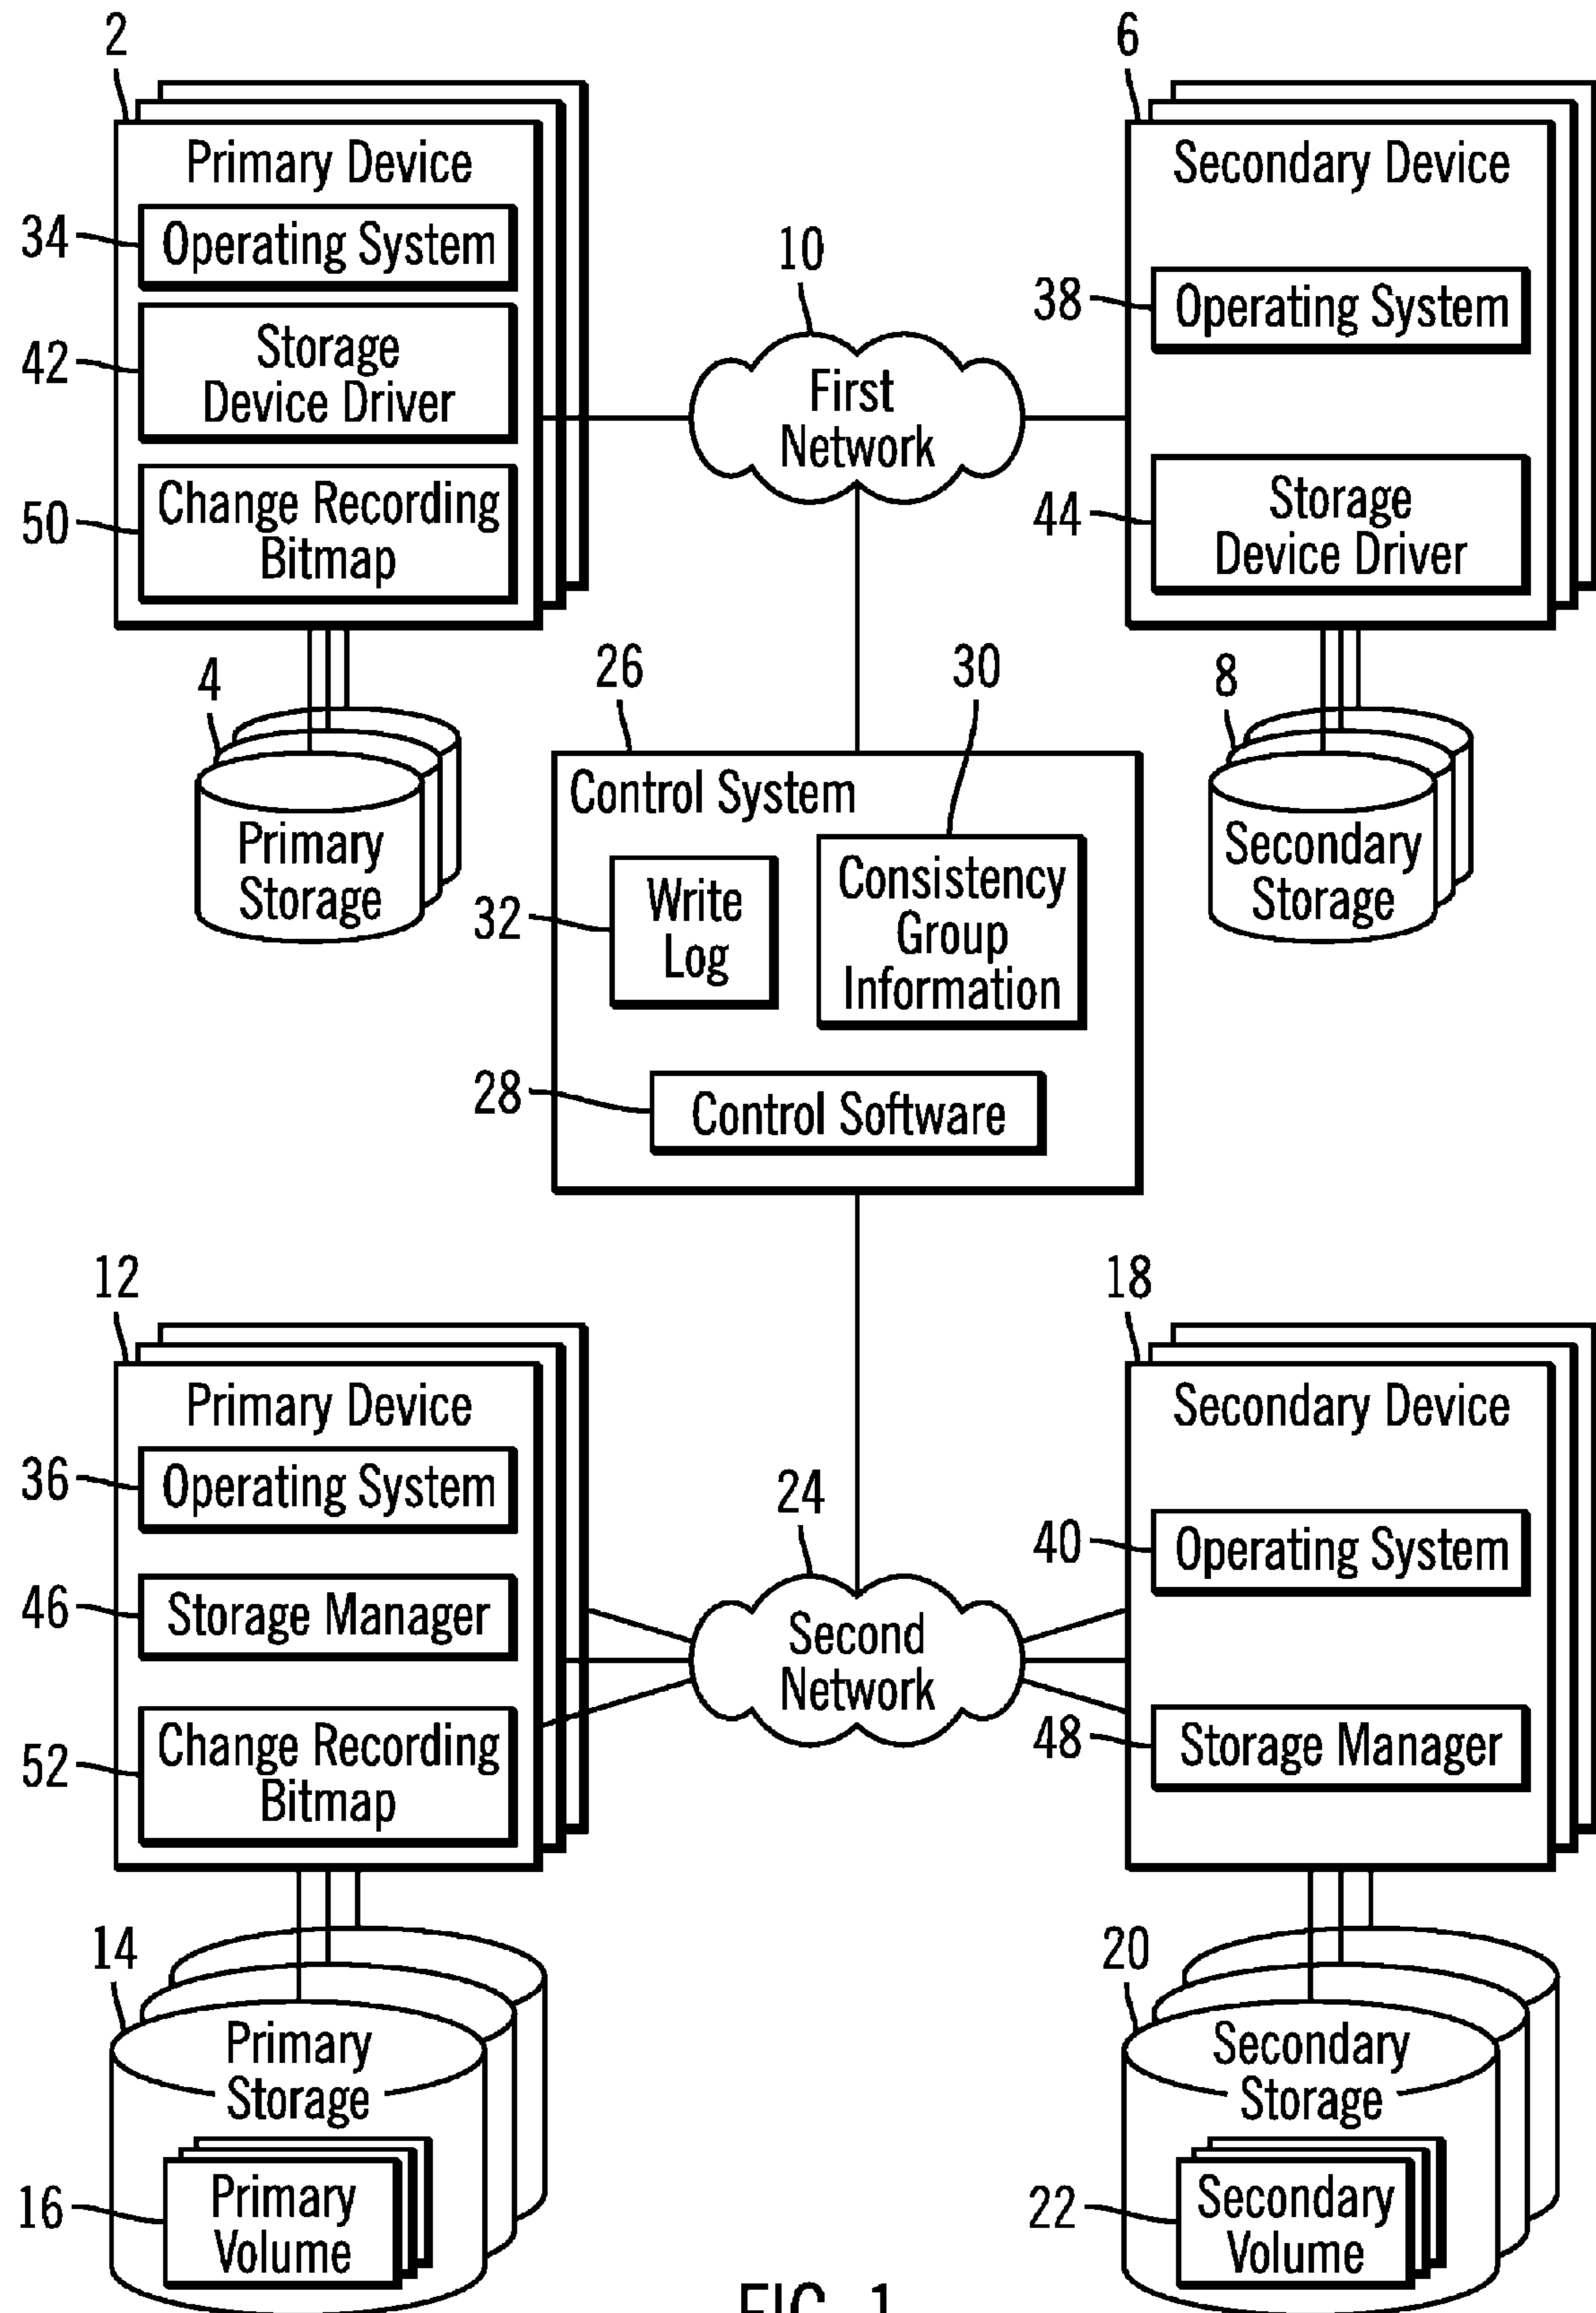 2
6
Primary Device
34
Operating System
42
Storage
Device Driver
50
Change Recording
Bitmap
10
First
Network
Secondary Device
38
Operating System
44
Storage
Device Driver
4
Primary
Storage
8
Secondary
Storage
26
30
Control System
32
Write
Log
Consistency
Group
Information
28
Control Software
12
18
Primary Device
36
Operating System
46
Storage Manager
52
Change Recording
Bitmap
24
Second
Network
Secondary Device
40
Operating System
48
Storage Manager
14
Primary
Storage
16
Primary
Volume
20
Secondary
Storage
22
Secondary
Volume
FIG. 1